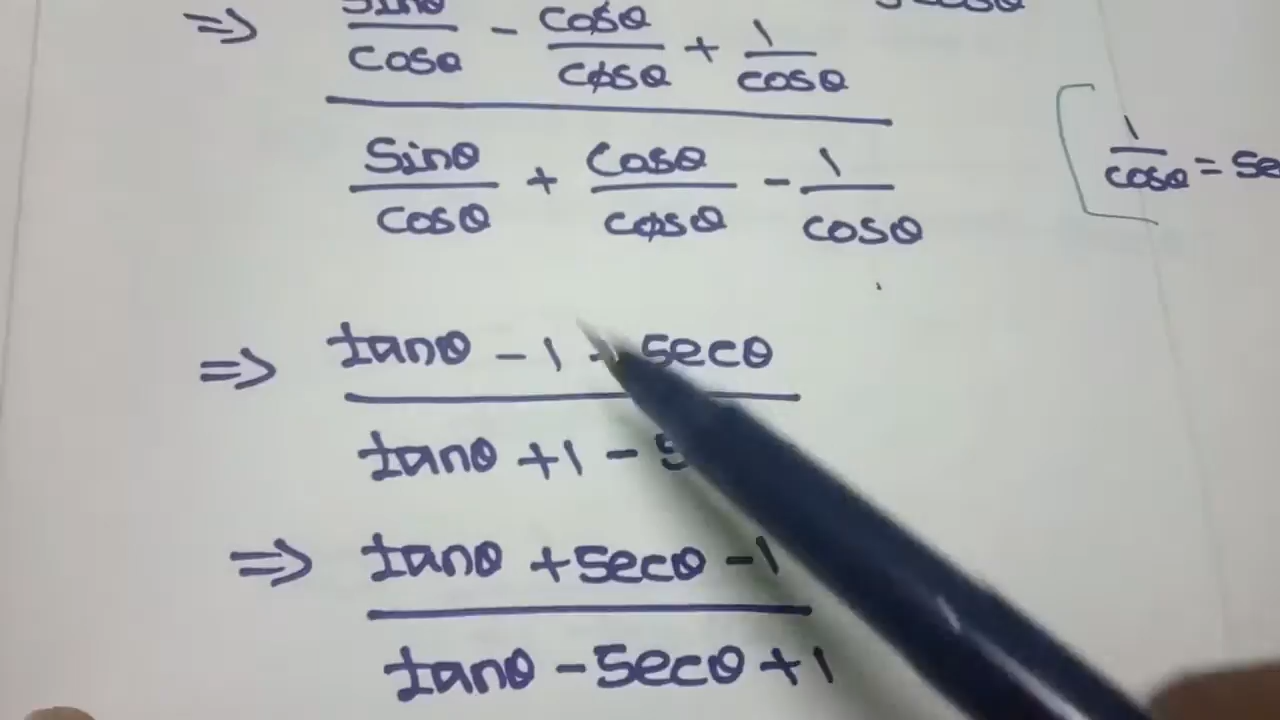 ⇒ sinθ/cosθ - cosθ/cosθ + 1/cosθ
sinθ/cosθ + cosθ/cosθ - 1/cosθ
[ 1/cosθ = se
⇒ tanθ - 1 + secθ
tanθ + 1 - s
⇒ tanθ + secθ - 1
tanθ - secθ + 1